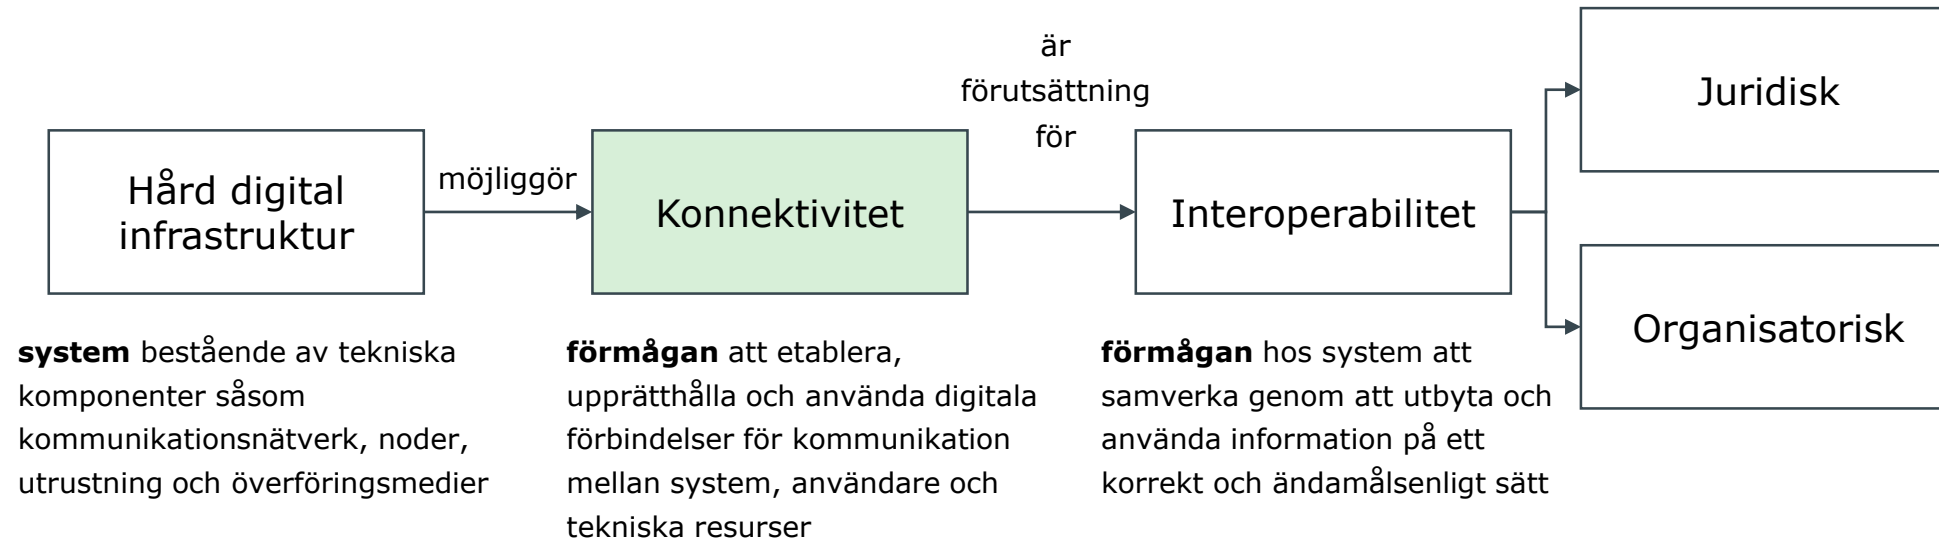 Hård digital
infrastruktur
möjliggör
Konnektivitet
är
förutsättning
för
Interoperabilitet
Juridisk
Organisatorisk
system bestående av tekniska
komponenter såsom
kommunikationsnätverk, noder,
utrustning och överföringsmedier
förmågan att etablera,
upprätthålla och använda digitala
förbindelser för kommunikation
mellan system, användare och
tekniska resurser
förmågan hos system att
samverka genom att utbyta och
använda information på ett
korrekt och ändamålsenligt sätt